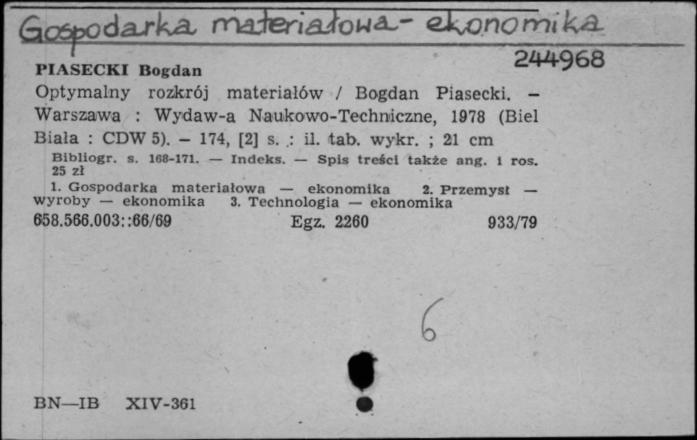 Gospodarka materiałowa - ekonomika
244968
PIASECKI Bogdan
Optymalny rozkrój materiałów / Bogdan Piasecki. —
Warszawa : Wydaw-a Naukowo-Techniczne, 1978 (Biel
Biała : CDW 5). — 174, [2] s. : il. tab. wykr. ; 21 cm
Bibliogr. s. 168-171. — Indeks. — Spis treści także ang. i ros.
25 zł
1. Gospodarka materiałowa — ekonomika 2. Przemysł —
wyroby — ekonomika 3. Technologia — ekonomika
658.566.003::66/69 Egz. 2260 933/79
6
BN—IB XIV-361